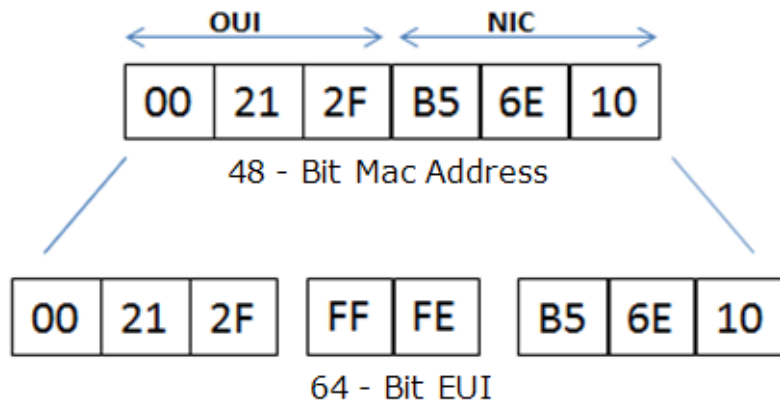 OUI NIC
00 21 2F B5 6E 10
48 - Bit Mac Address
00 21 2F FF FE B5 6E 10
64 - Bit EUI